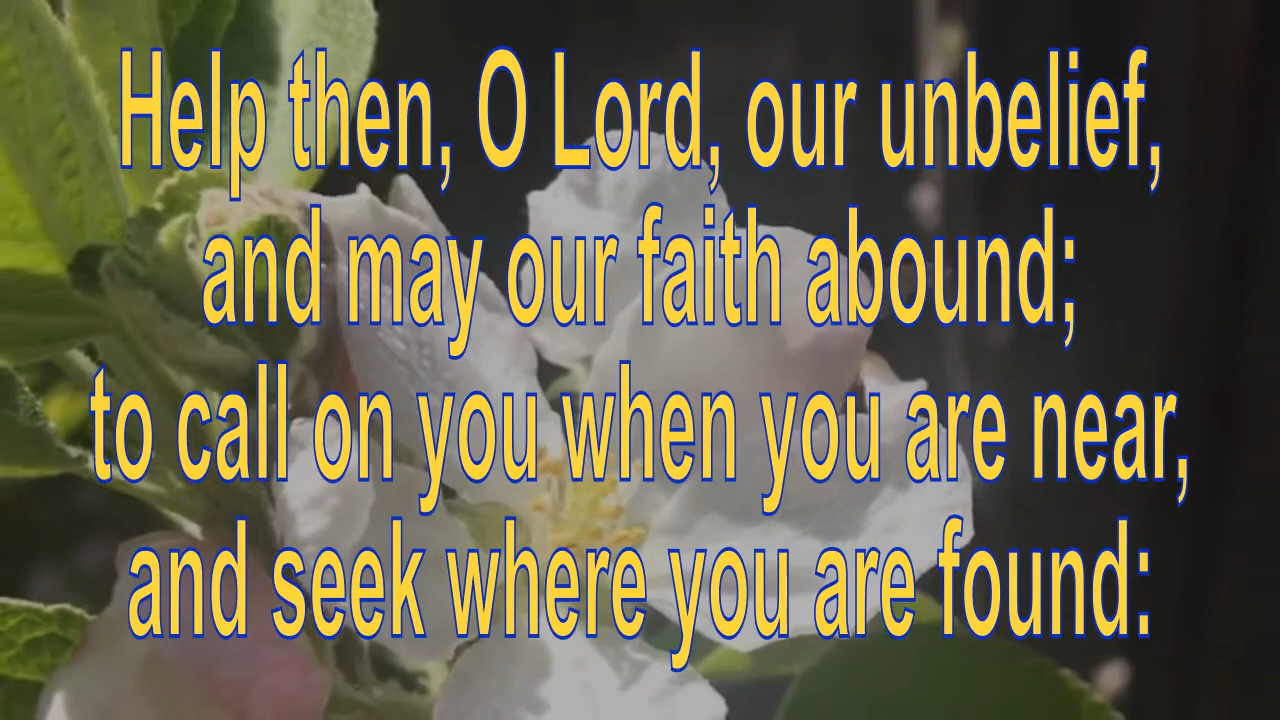 Help then, O Lord, our unbelief,
and may our faith abound;
to call on you when you are near,
and seek where you are found: